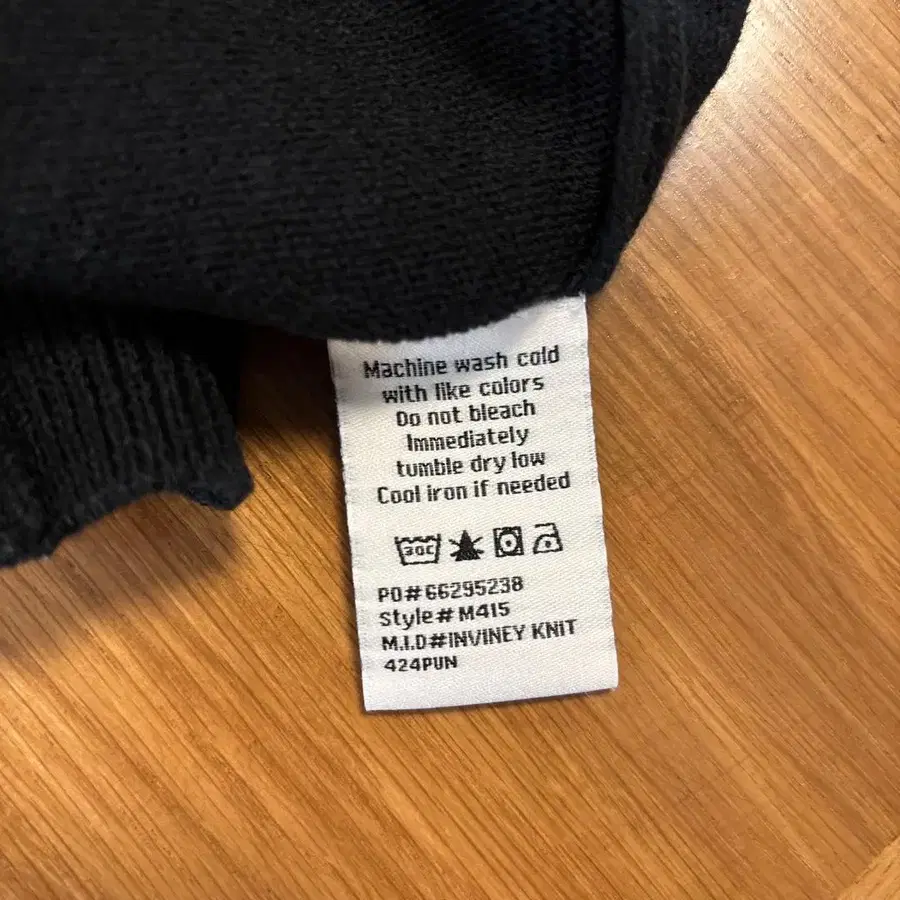 Machine wash cold
with like colors
Do not bleach
Immediately
tumble dry low
Cool iron if needed
30C
PO#66295238
Style#M415
M.I.D#INVINEY KNIT
424PUN